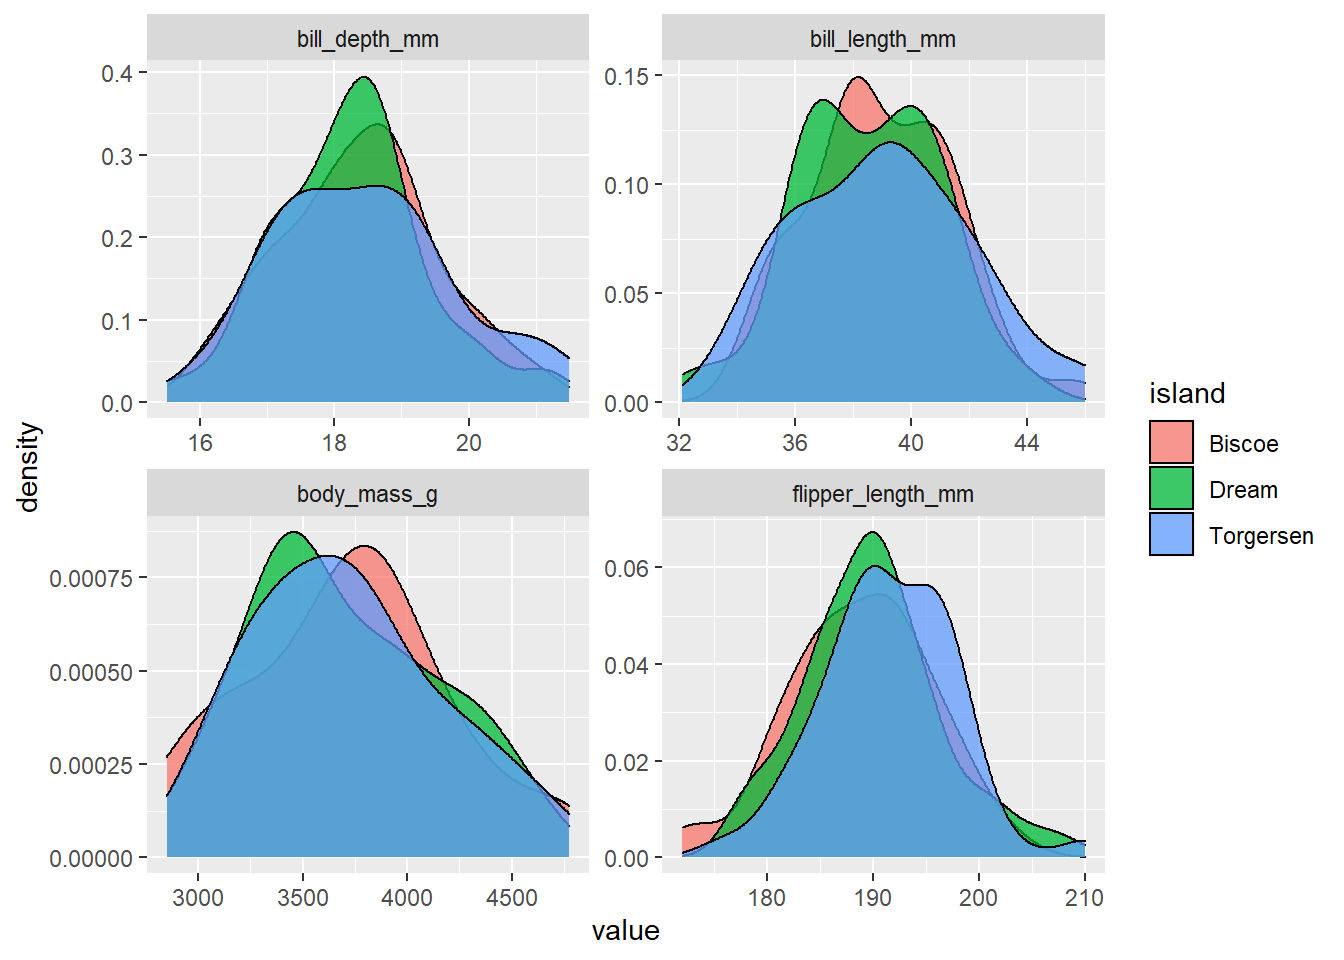 bill_depth_mm
bill_length_mm
0.4
0.3
0.2
0.1
0.0
16 18 20
0.15
0.10
0.05
0.00
32 36 40 44
body_mass_g
flipper_length_mm
0.00075
0.00050
0.00025
0.00000
3000 3500 4000 4500
0.06
0.04
0.02
0.00
180 190 200 210
density
value
island
Biscoe
Dream
Torgersen